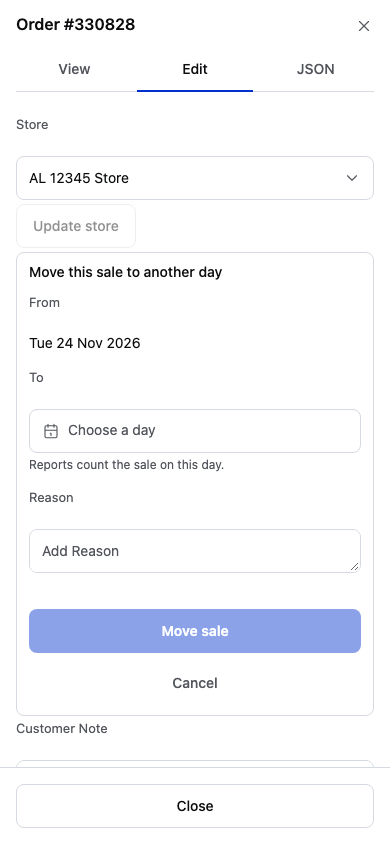 Order #330828
View
Edit
JSON
Store
AL 12345 Store
Update store
Move this sale to another day
From
Tue 24 Nov 2026
To
Choose a day
Reports count the sale on this day.
Reason
Add Reason
Move sale
Cancel
Customer Note
Close